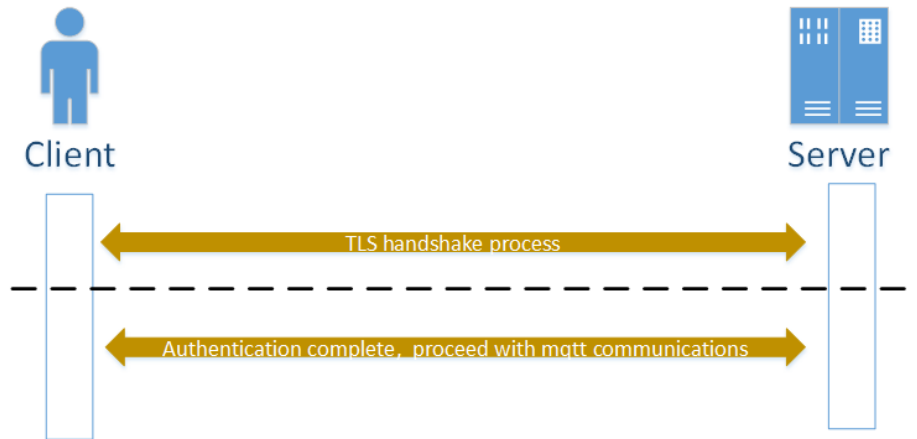 Client
Server
TLS handshake process
Authentication complete, proceed with mqtt communications